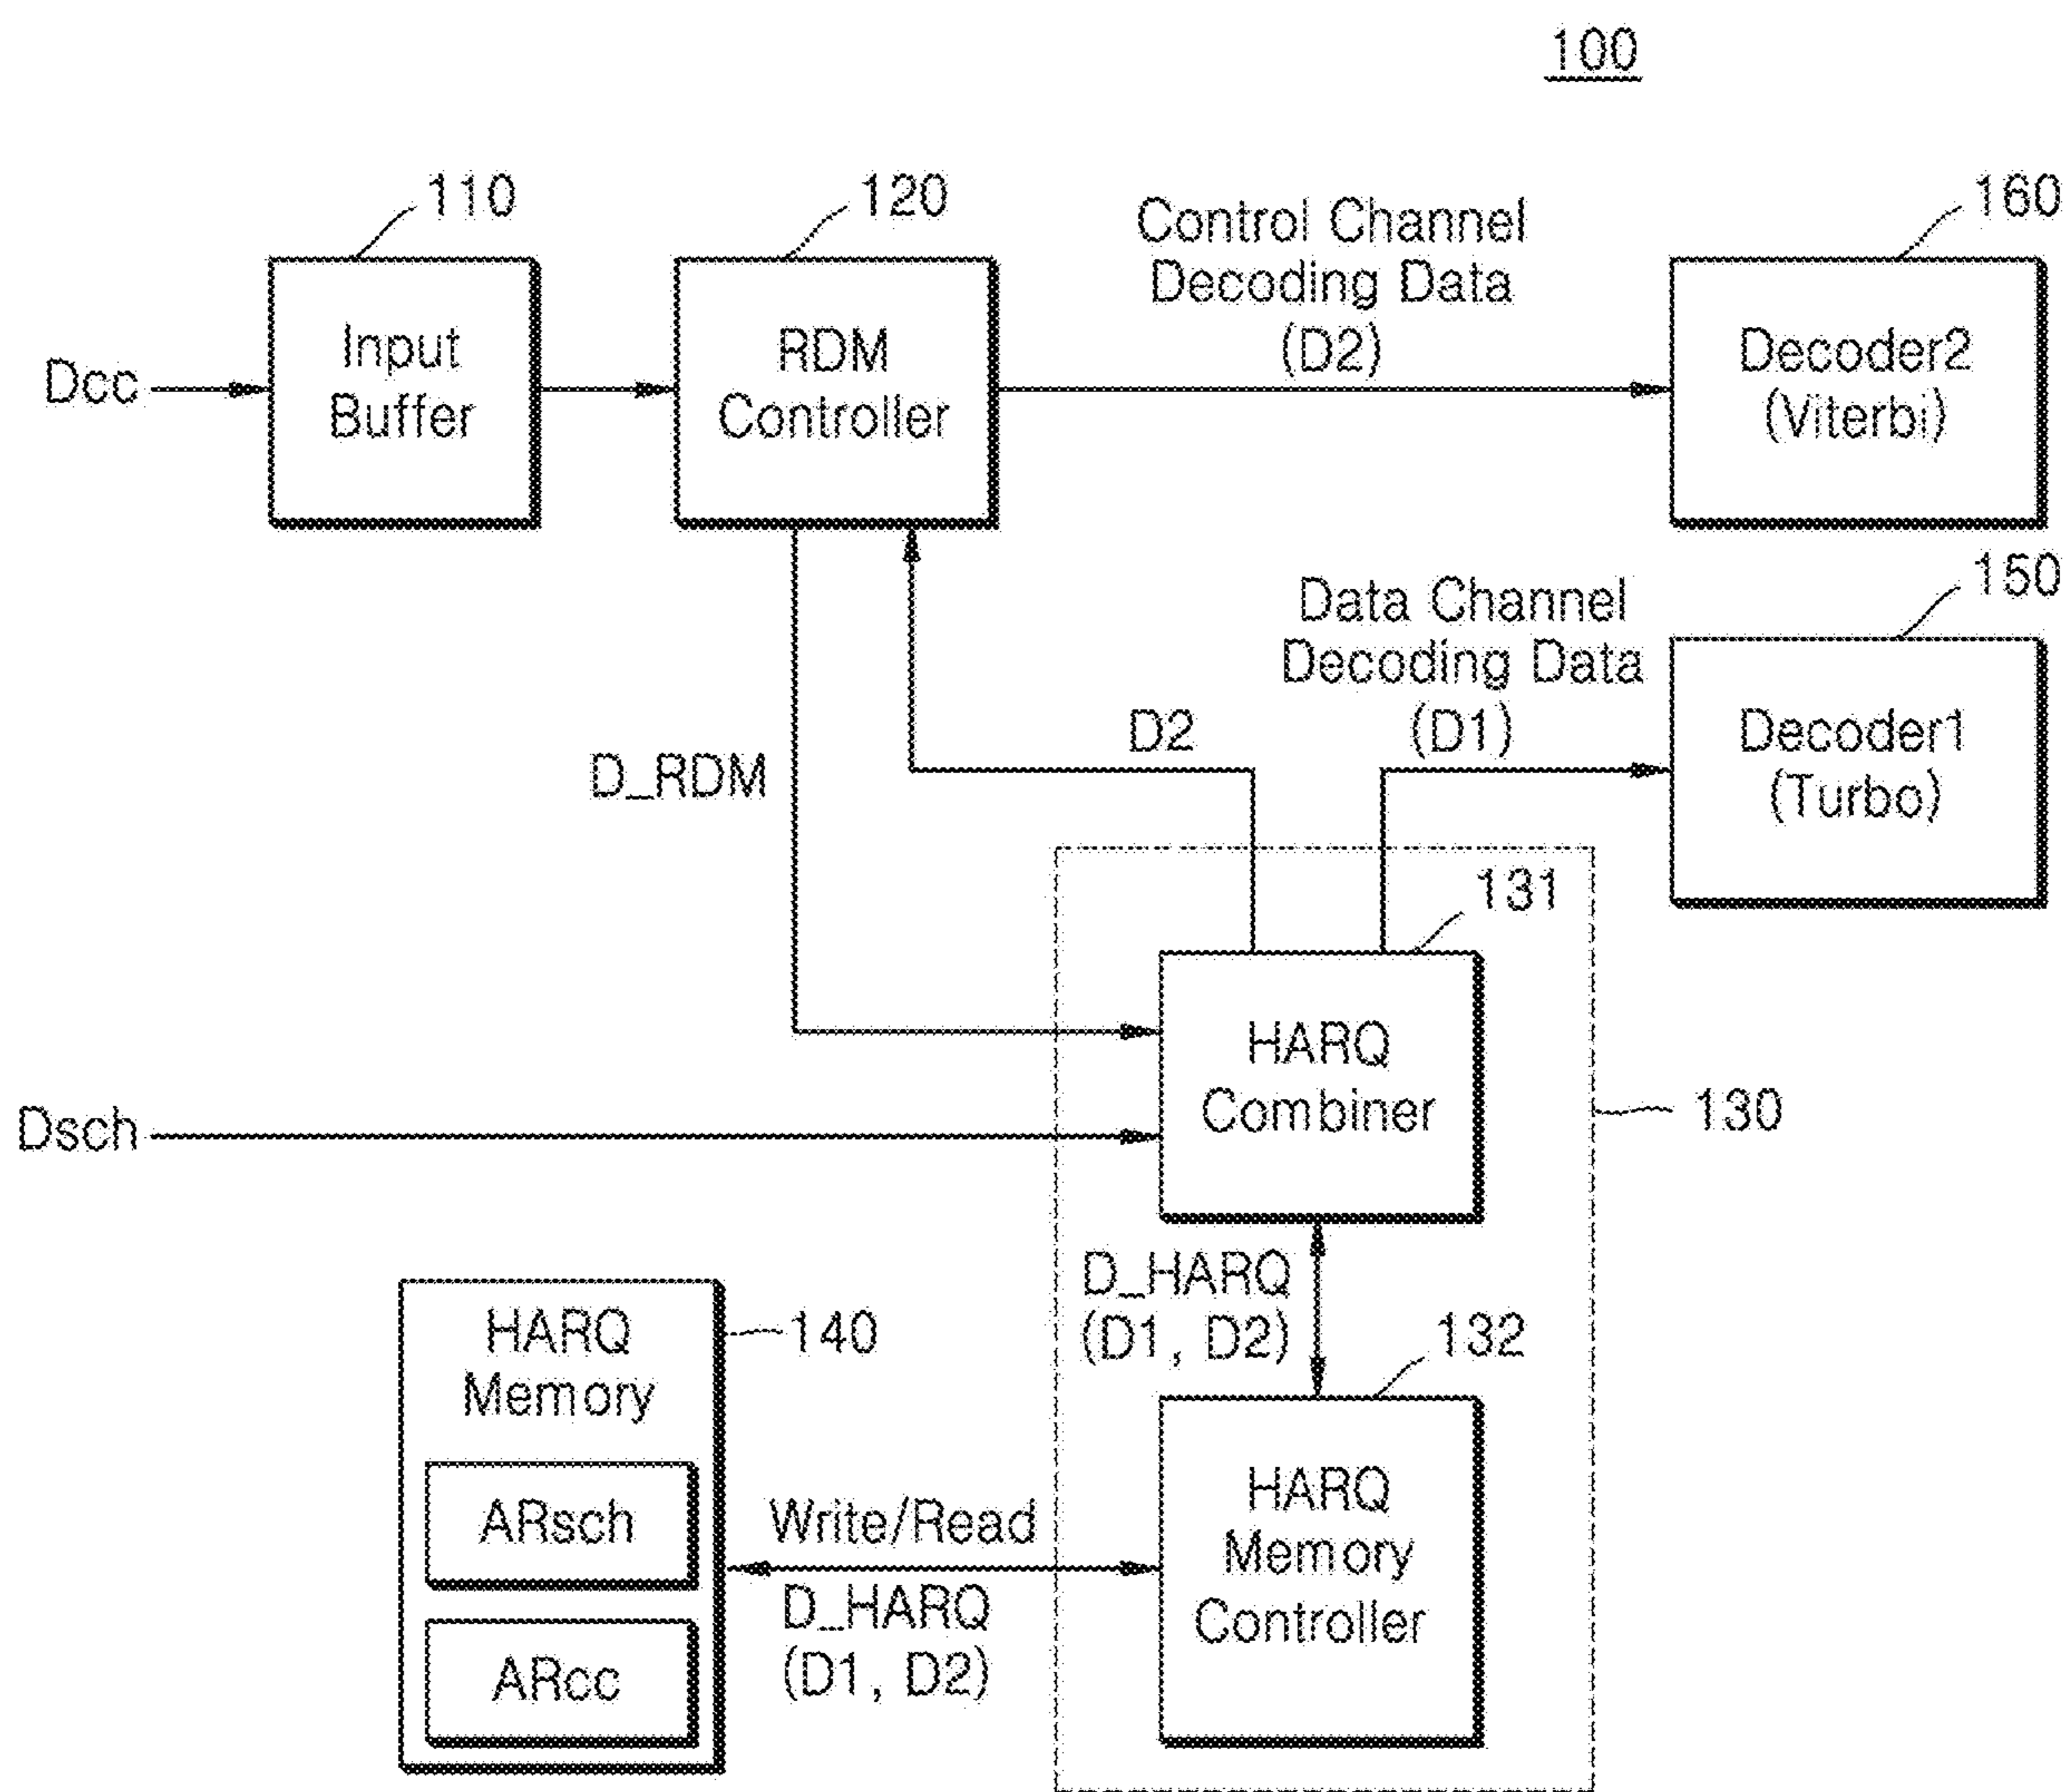 100
110
120
Control Channel
Decoding Data
(D2)
160
Dcc
Input
Buffer
RDM
Controller
Decoder2
(Viterbi)
150
Data Channel
Decoding Data
(D1)
D2
D_RDM
Decoder1
(Turbo)
131
HARQ
Combiner
130
Dsch
D_HARQ
(D1, D2)
132
HARQ
Memory
140
ARsch
ARcc
Write/Read
D_HARQ
(D1, D2)
HARQ
Memory
Controller